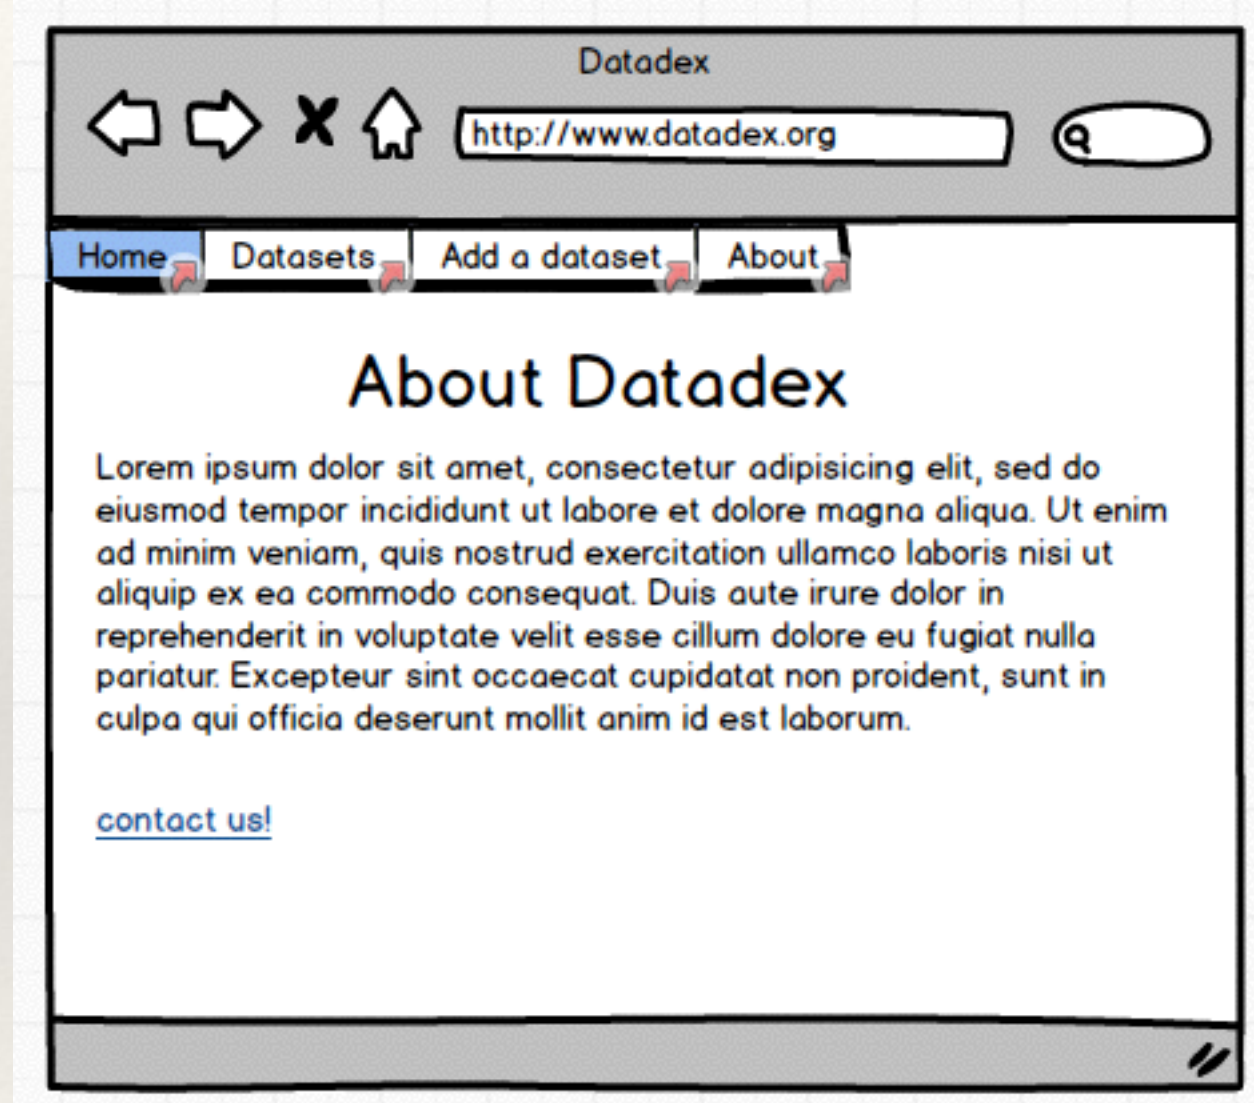 Datadex
http://www.datadex.org
Home Datasets Add a dataset About
About Datadex
Lorem ipsum dolor sit amet, consectetur adipisicing elit, sed do
eiusmod tempor incididunt ut labore et dolore magna aliqua. Ut enim
ad minim veniam, quis nostrud exercitation ullamco laboris nisi ut
aliquip ex ea commodo consequat. Duis aute irure dolor in
reprehenderit in voluptate velit esse cillum dolore eu fugiat nulla
pariatur. Excepteur sint occaecat cupidatat non proident, sunt in
culpa qui officia deserunt mollit anim id est laborum.
contact us!